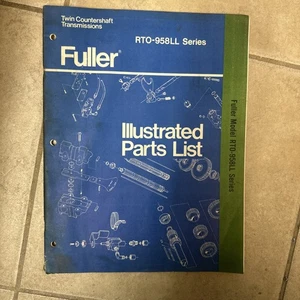 Twin Countershaft
Transmissions
RTO-958LL Series
Fuller®
Illustrated
Parts List
Fuller Model RTO-958LL Series